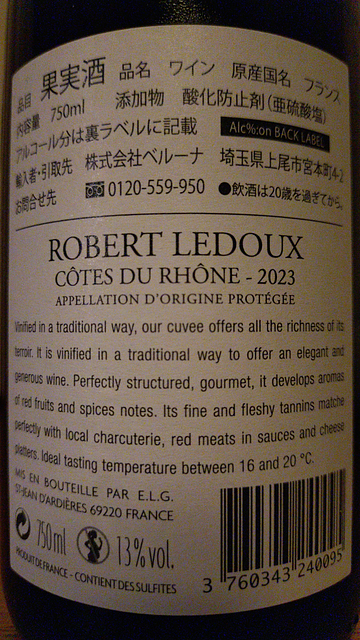 品目 果実酒 品名 ワイン 原産国名 フランス
内容量 750ml 添加物 酸化防止剤(亜硫酸塩)
アルコール分は裏ラベルに記載 Alc%:on BACK LABEL
輸入者・引取先 株式会社ベルーナ 埼玉県上尾市宮本町4-2
お問合せ先 0120-559-950 ●飲酒は20歳を過ぎてから。
ROBERT LEDOUX
CÔTES DU RHÔNE - 2023
APPELLATION D'ORIGINE PROTÉGÉE
Vinified in a traditional way, our cuvee offers all the richness of its
terroir. It is vinified in a traditional way to offer an elegant and
generous wine. Perfectly structured, gourmet, it develops aromas
of red fruits and spices notes. Its fine and fleshy tannins matche
perfectly with local charcuterie, red meats in sauces and cheese
platters. Ideal tasting temperature between 16 and 20 °C.
MIS EN BOUTEILLE PAR E.L.G.
ST-JEAN D'ARDIÈRES 69220 FRANCE
750 ml 13% vol.
PRODUIT DE FRANCE - CONTIENT DES SULFITES
3 760343 240095